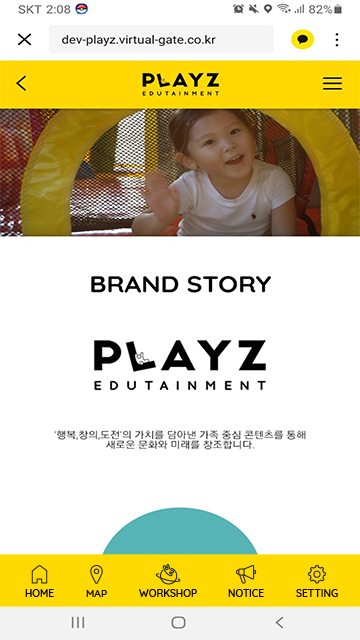 SKT 2:08 82%
dev-playz.virtual-gate.co.kr
PLAYZ
EDUTAINMENT
BRAND STORY
PLAYZ
EDUTAINMENT
'행복,창의,도전'의 가치를 담아낸 가족 중심 콘텐츠를 통해
새로운 문화와 미래를 창조합니다.
HOME MAP WORKSHOP NOTICE SETTING